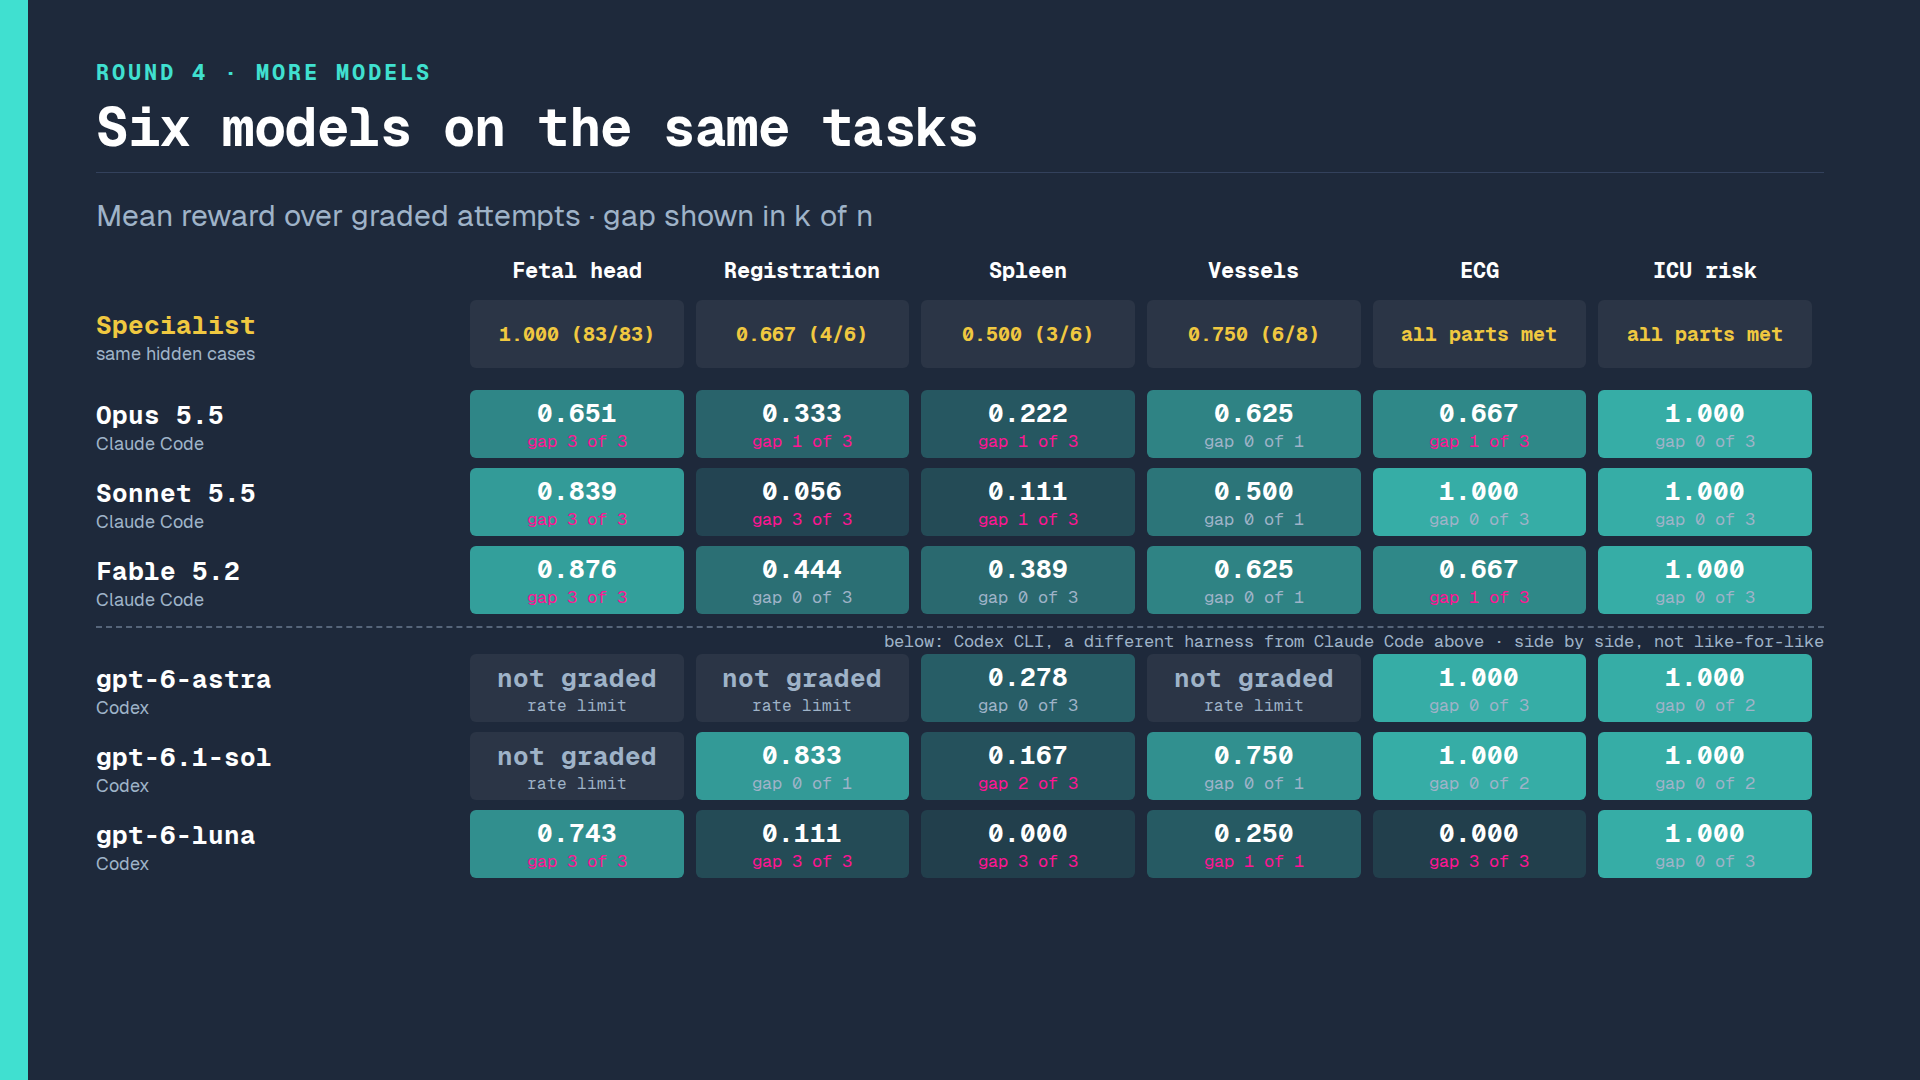 ROUND 4 · MORE MODELS
Six models on the same tasks
Mean reward over graded attempts · gap shown in k of n
Fetal head Registration Spleen Vessels ECG ICU risk
Specialist
same hidden cases
1.000 (83/83) 0.667 (4/6) 0.500 (3/6) 0.750 (6/8) all parts met all parts met
Opus 5.5
Claude Code
0.651 0.333 0.222 0.625 0.667 1.000
gap 3 of 3 gap 1 of 3 gap 1 of 3 gap 0 of 1 gap 1 of 3 gap 0 of 3
Sonnet 5.5
Claude Code
0.839 0.056 0.111 0.500 1.000 1.000
gap 3 of 3 gap 3 of 3 gap 1 of 3 gap 0 of 1 gap 0 of 3 gap 0 of 3
Fable 5.2
Claude Code
0.876 0.444 0.389 0.625 0.667 1.000
gap 3 of 3 gap 0 of 3 gap 0 of 3 gap 0 of 1 gap 1 of 3 gap 0 of 3
below: Codex CLI, a different harness from Claude Code above · side by side, not like-for-like
gpt-6-astra
Codex
not graded not graded 0.278 not graded 1.000 1.000
rate limit rate limit gap 0 of 3 rate limit gap 0 of 3 gap 0 of 2
gpt-6.1-sol
Codex
not graded 0.833 0.167 0.750 1.000 1.000
rate limit gap 0 of 1 gap 2 of 3 gap 0 of 1 gap 0 of 2 gap 0 of 2
gpt-6-luna
Codex
0.743 0.111 0.000 0.250 0.000 1.000
gap 3 of 3 gap 3 of 3 gap 3 of 3 gap 1 of 1 gap 3 of 3 gap 0 of 3